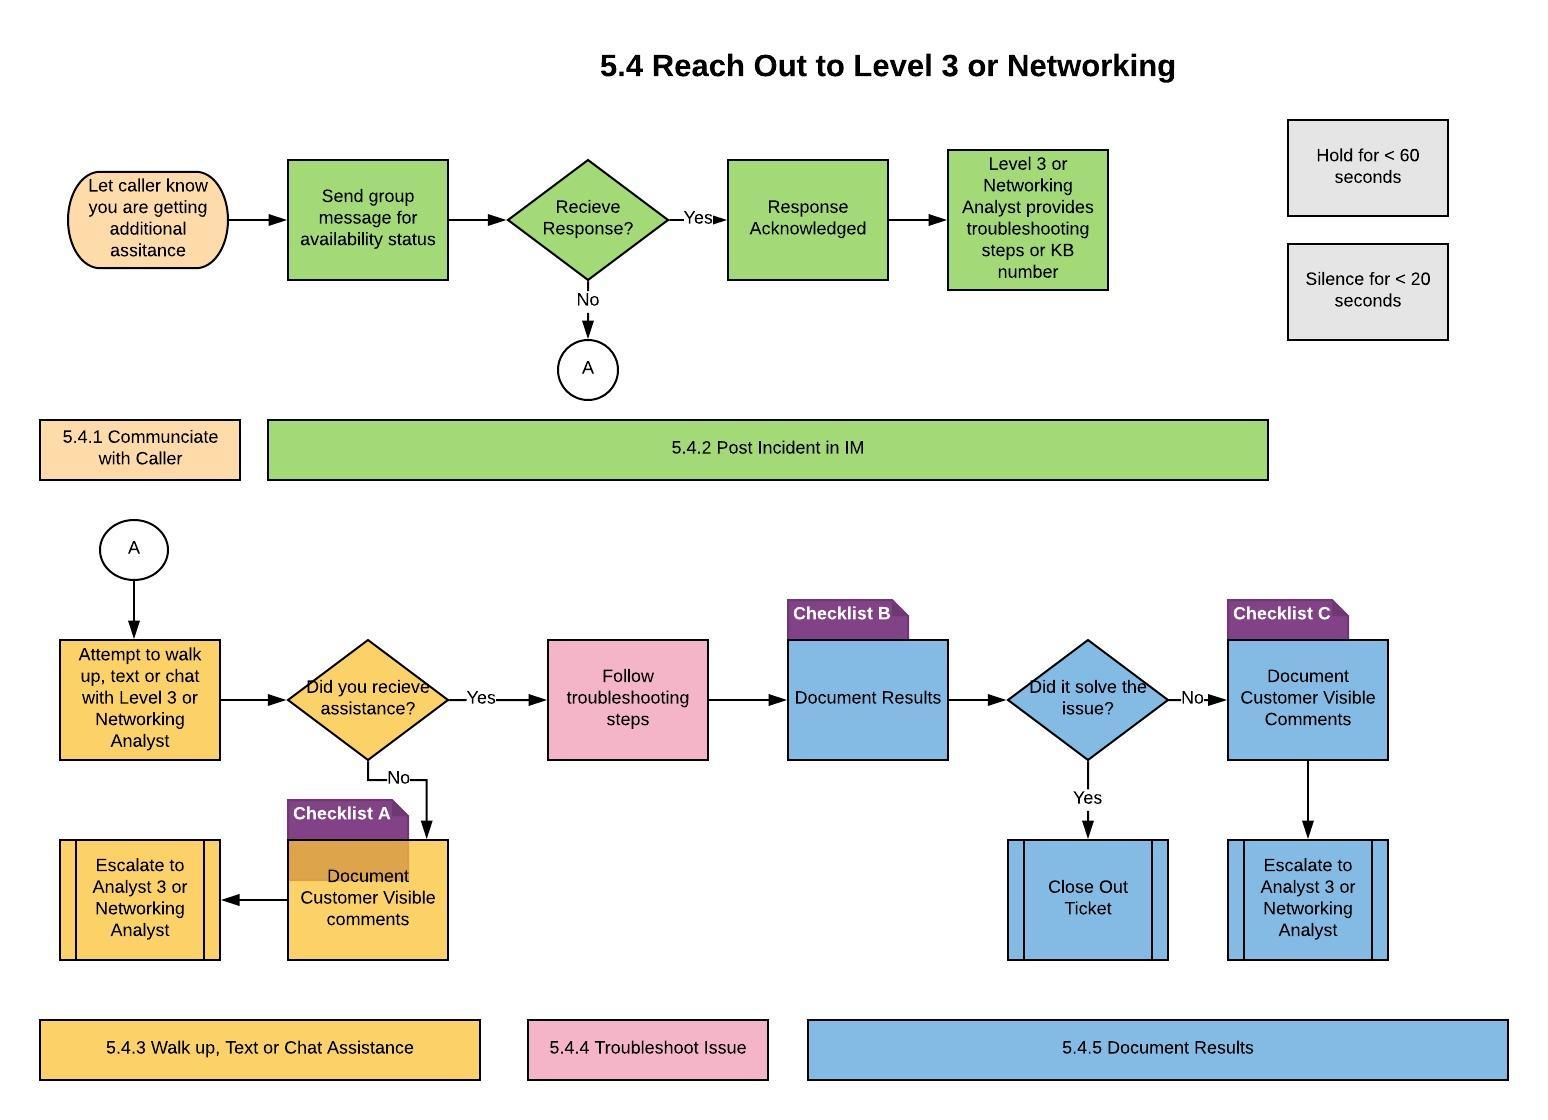 5.4 Reach Out to Level 3 or Networking
Let caller know
you are getting
additional
assitance
Send group
message for
availability status
Recieve
Response?
Yes
Response
Acknowledged
Level 3 or
Networking
Analyst provides
troubleshooting
steps or KB
number
Hold for < 60
seconds
Silence for < 20
seconds
No
A
5.4.1 Communciate
with Caller
5.4.2 Post Incident in IM
A
Attempt to walk
up, text or chat
with Level 3 or
Networking
Analyst
Did you recieve
assistance?
Yes
Follow
troubleshooting
steps
Checklist B
Document Results
Did it solve the
issue?
No
Checklist C
Document
Customer Visible
Comments
No
Checklist A
Document
Customer Visible
comments
Escalate to
Analyst 3 or
Networking
Analyst
Yes
Close Out
Ticket
Escalate to
Analyst 3 or
Networking
Analyst
5.4.3 Walk up, Text or Chat Assistance
5.4.4 Troubleshoot Issue
5.4.5 Document Results